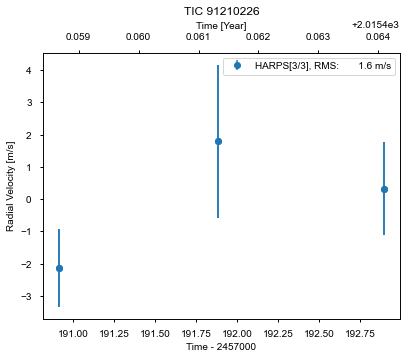 TIC 91210226
Time [Year]
+2.0154e3
0.059 0.060 0.061 0.062 0.063 0.064
HARPS[3/3], RMS: 1.6 m/s
Radial Velocity [m/s]
4
3
2
1
0
−1
−2
−3
191.00 191.25 191.50 191.75 192.00 192.25 192.50 192.75
Time - 2457000